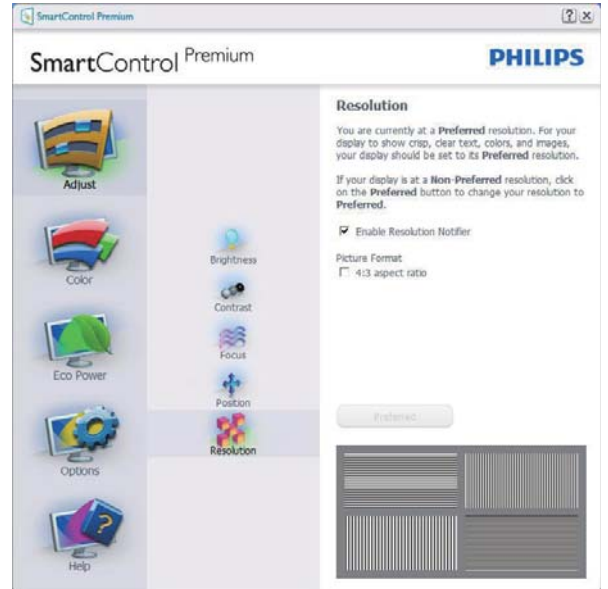 SmartControl Premium
SmartControl Premium
PHILIPS
Adjust
Color
Eco Power
Options
Help
Brightness
Contrast
Focus
Position
Resolution
Resolution
You are currently at a Preferred resolution. For your
display to show crisp, clear text, colors, and images,
your display should be set to its Preferred resolution.
If your display is at a Non-Preferred resolution, click
on the Preferred button to change your resolution to
Preferred.
Enable Resolution Notifier
Picture Format
4:3 aspect ratio
Preferred